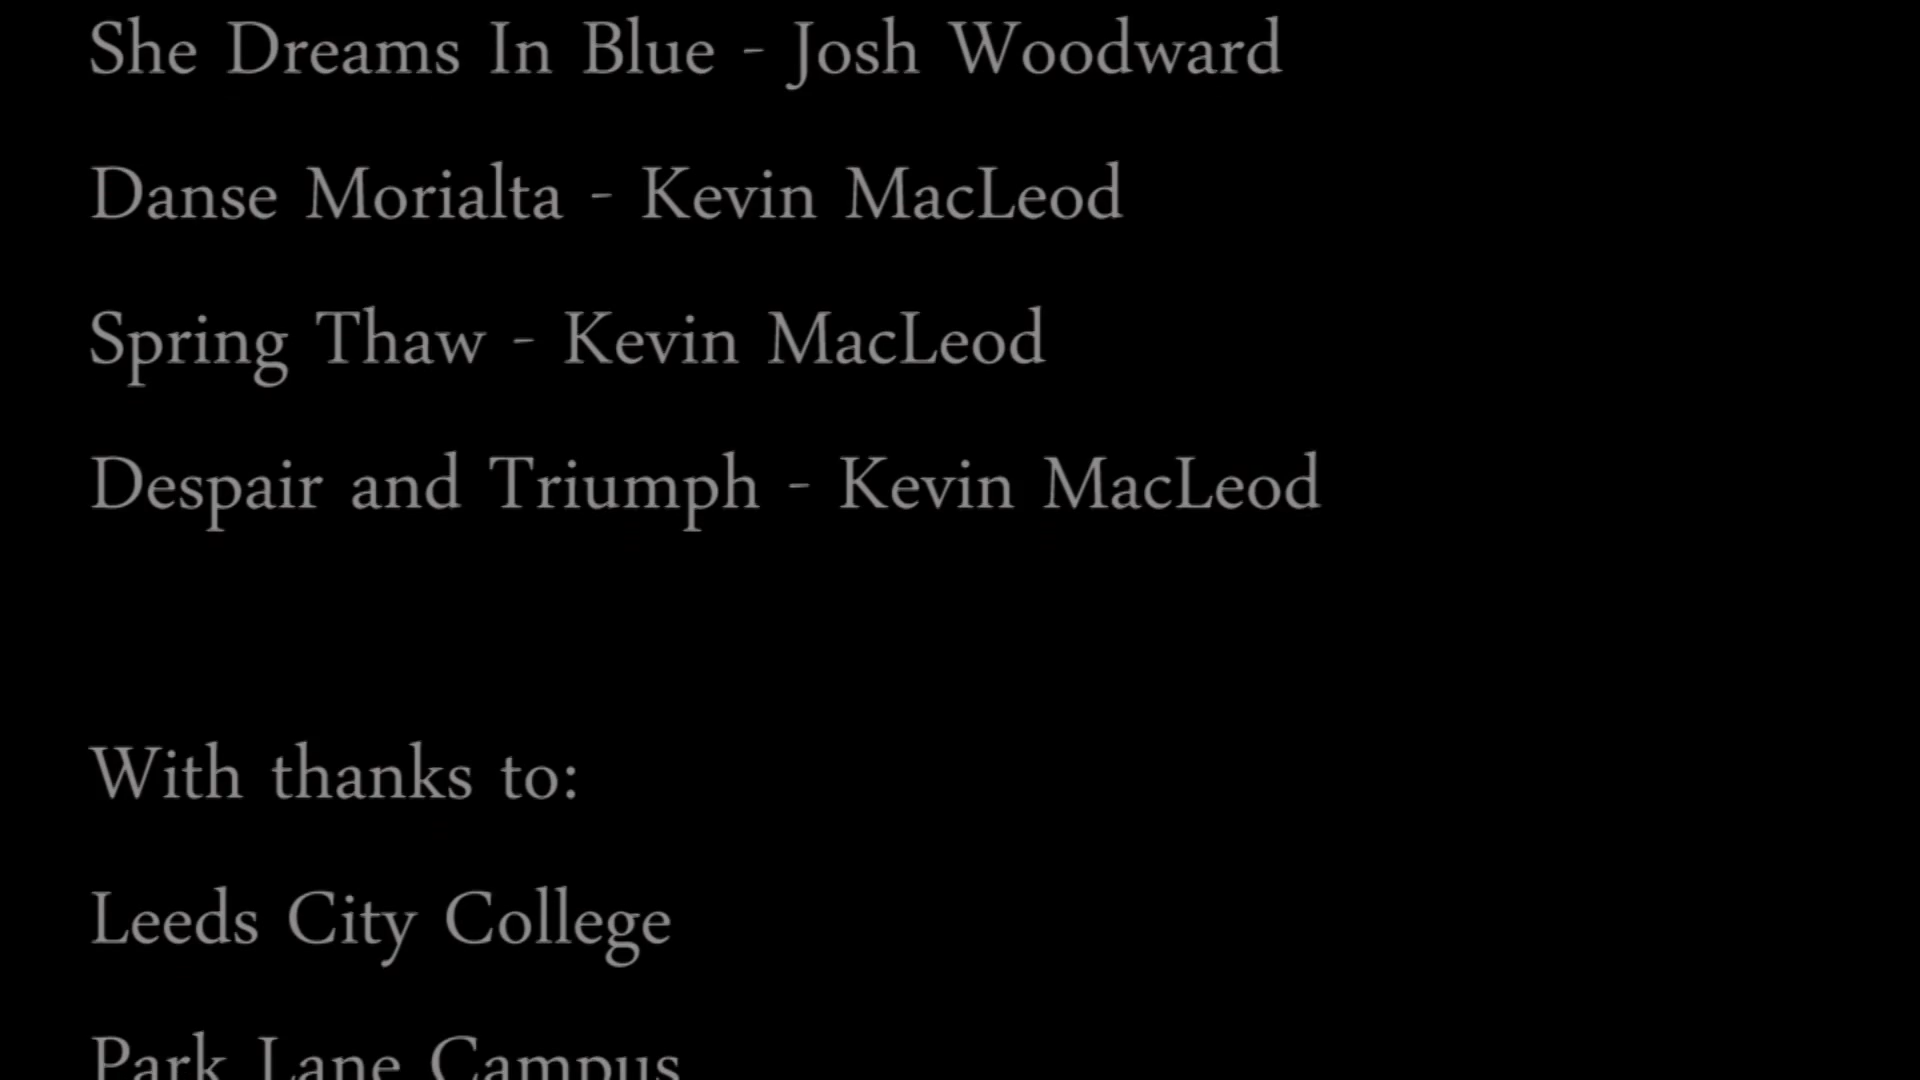 She Dreams In Blue - Josh Woodward
Danse Morialta - Kevin MacLeod
Spring Thaw - Kevin MacLeod
Despair and Triumph - Kevin MacLeod
With thanks to:
Leeds City College
Park Lane Campus